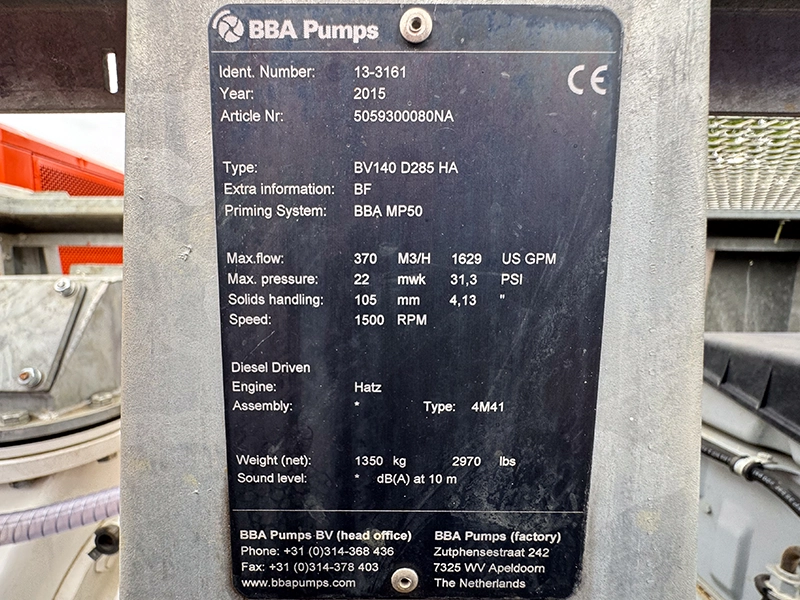 BBA Pumps
CE
Ident. Number: 13-3161
Year: 2015
Article Nr: 5059300080NA
Type: BV140 D285 HA
Extra information: BF
Priming System: BBA MP50
Max.flow: 370 M3/H 1629 US GPM
Max. pressure: 22 mwk 31,3 PSI
Solids handling: 105 mm 4,13 "
Speed: 1500 RPM
Diesel Driven
Engine: Hatz
Assembly: * Type: 4M41
Weight (net): 1350 kg 2970 lbs
Sound level: * dB(A) at 10 m
BBA Pumps BV (head office)
Phone: +31 (0)314-368 436
Fax: +31 (0)314-378 403
www.bbapumps.com
BBA Pumps (factory)
Zutphensestraat 242
7325 WV Apeldoorn
The Netherlands